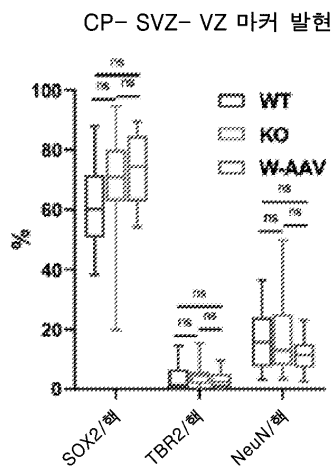 CP- SVZ- VZ 마커 발현
ns
ns ns
100
80
60
40
20
0
%
WT
KO
W-AAV
ns
ns ns
ns
ns ns
SOX2/핵
TBR2/핵
NeuN/핵